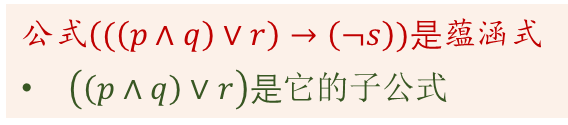 公式(((p ∧ q) ∨ r) → (¬s))是蕴涵式
• ((p ∧ q) ∨ r)是它的子公式